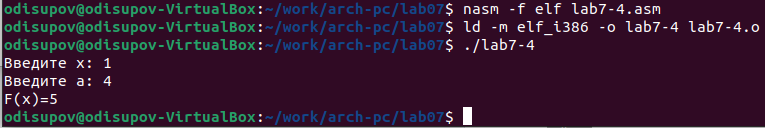 odisupov@odisupov-VirtualBox:~/work/arch-pc/lab07$ nasm -f elf lab7-4.asm
odisupov@odisupov-VirtualBox:~/work/arch-pc/lab07$ ld -m elf_i386 -o lab7-4 lab7-4.o
odisupov@odisupov-VirtualBox:~/work/arch-pc/lab07$ ./lab7-4
Введите x: 1
Введите a: 4
F(x)=5
odisupov@odisupov-VirtualBox:~/work/arch-pc/lab07$